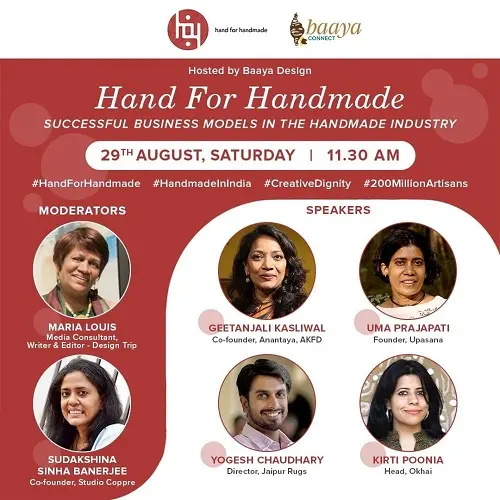 hand for handmade
baaya
CONNECT
Hosted by Baaya Design
Hand For Handmade
SUCCESSFUL BUSINESS MODELS IN THE HANDMADE INDUSTRY
29TH AUGUST, SATURDAY | 11.30 AM
#HandForHandmade #HandmadeInIndia #CreativeDignity #200MillionArtisans
MODERATORS
MARIA LOUIS
Media Consultant,
Writer & Editor - Design Trip
SUDAKSHINA
SINHA BANERJEE
Co-founder, Studio Coppre
SPEAKERS
GEETANJALI KASLIWAL
Co-founder, Anantaya, AKFD
UMA PRAJAPATI
Founder, Upasana
YOGESH CHAUDHARY
Director, Jaipur Rugs
KIRTI POONIA
Head, Okhai